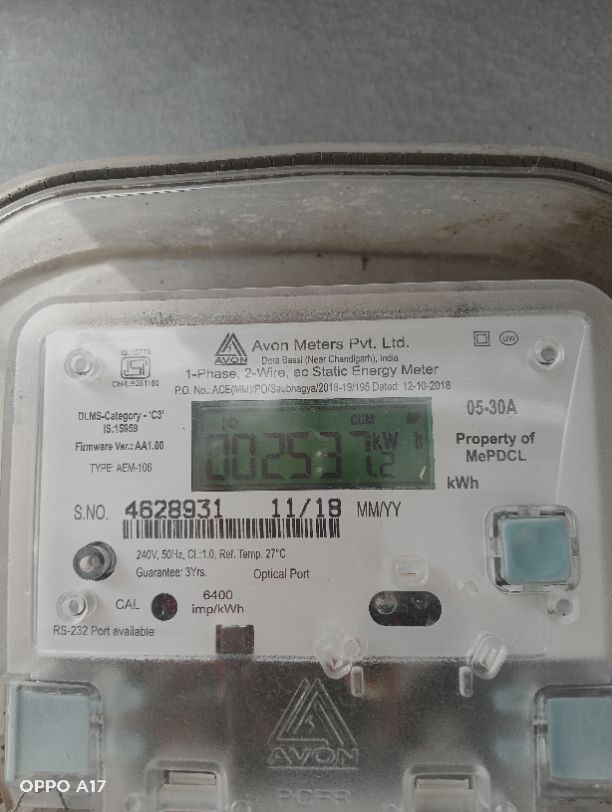 IS:13779
CM/L:9281180
AVON
Avon Meters Pvt. Ltd.
Dera Bassi (Near Chandigarh), India
1-Phase, 2-Wire, ac Static Energy Meter
P.O. No.: ACE(MM)/PO/Saubhagya/2018-19/195 Dated: 12-10-2018
UW
DLMS-Category - 'C3'
IS:15959
Firmware Ver.: AA1.00
TYPE: AEM-106
CUM
002537.2 kW h
05-30A
Property of
MePDCL
kWh
S.NO. 4628931 11/18 MM/YY
240V, 50Hz, CL:1.0, Ref. Temp. 27°C
Guarantee: 3Yrs. Optical Port
CAL
6400
imp/kWh
RS-232 Port available
AVON
OPPO A17